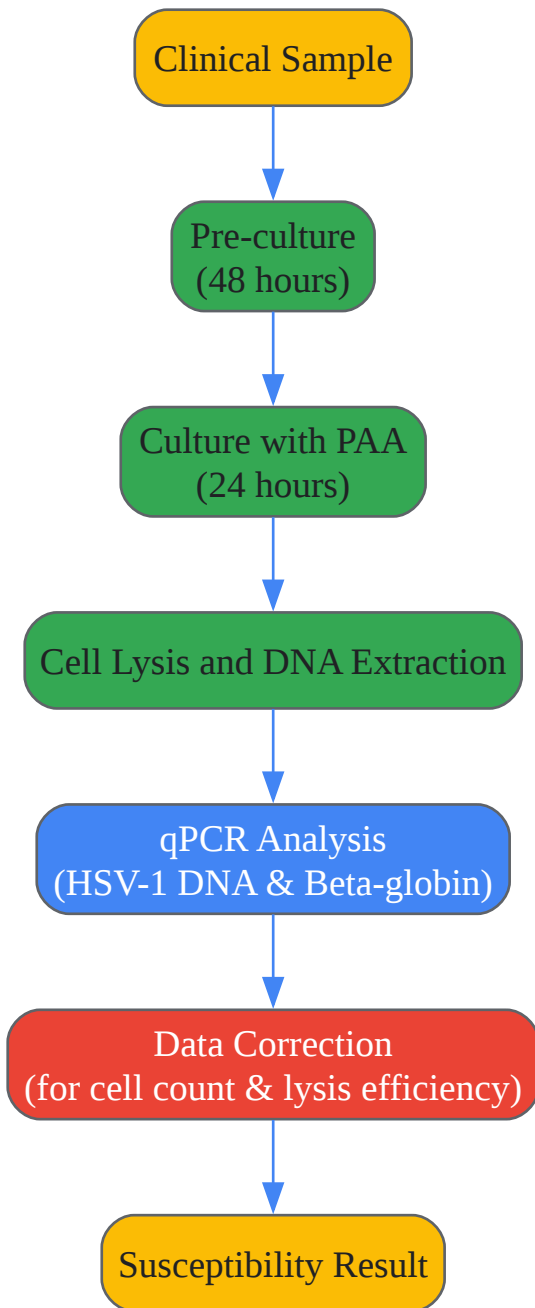 Clinical Sample
Pre-culture
(48 hours)
Culture with PAA
(24 hours)
Cell Lysis and DNA Extraction
qPCR Analysis
(HSV-1 DNA & Beta-globin)
Data Correction
(for cell count & lysis efficiency)
Susceptibility Result